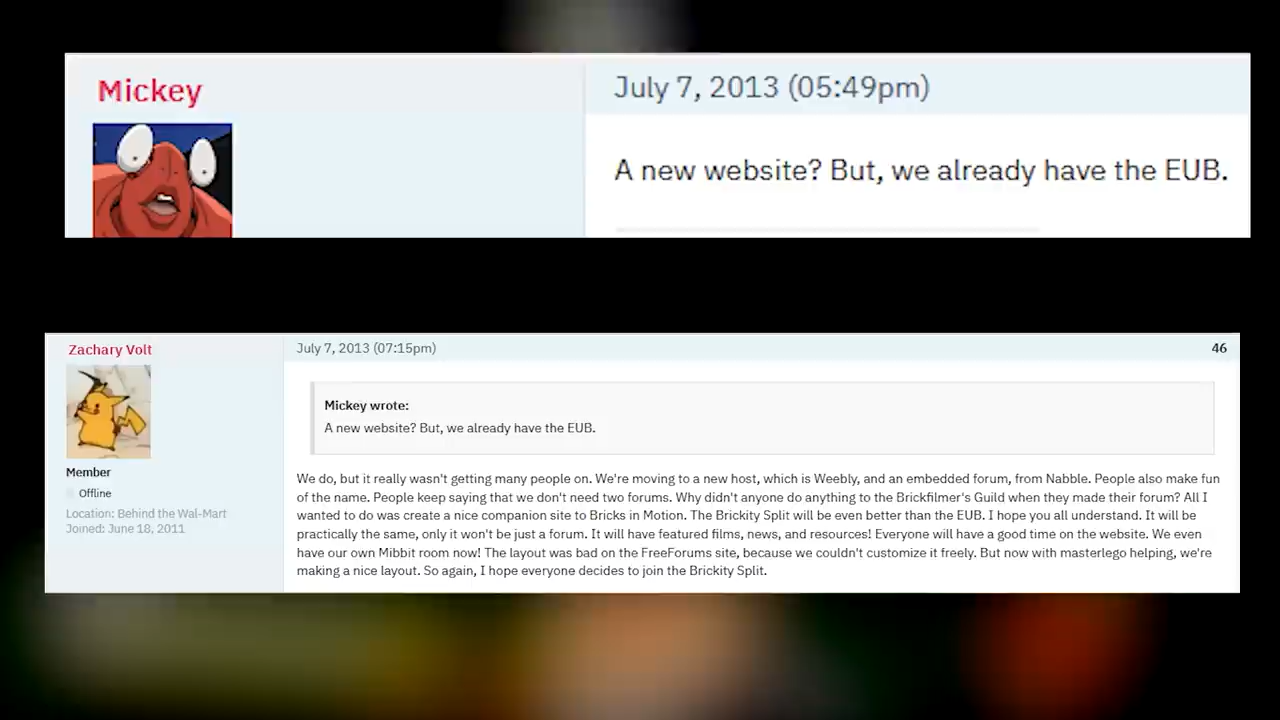 Mickey
July 7, 2013 (05:49pm)
A new website? But, we already have the EUB.
Zachary Volt
July 7, 2013 (07:15pm)
46
Mickey wrote:
A new website? But, we already have the EUB.
Member
Offline
Location: Behind the Wal-Mart
Joined: June 18, 2011
We do, but it really wasn't getting many people on. We're moving to a new host, which is Weebly, and an embedded forum, from Nabble. People also make fun
of the name. People keep saying that we don't need two forums. Why didn't anyone do anything to the Brickfilmer's Guild when they made their forum? All I
wanted to do was create a nice companion site to Bricks in Motion. The Brickity Split will be even better than the EUB. I hope you all understand. It will be
practically the same, only it won't be just a forum. It will have featured films, news, and resources! Everyone will have a good time on the website. We even
have our own Mibbit room now! The layout was bad on the FreeForums site, because we couldn't customize it freely. But now with masterlego helping, we're
making a nice layout. So again, I hope everyone decides to join the Brickity Split.